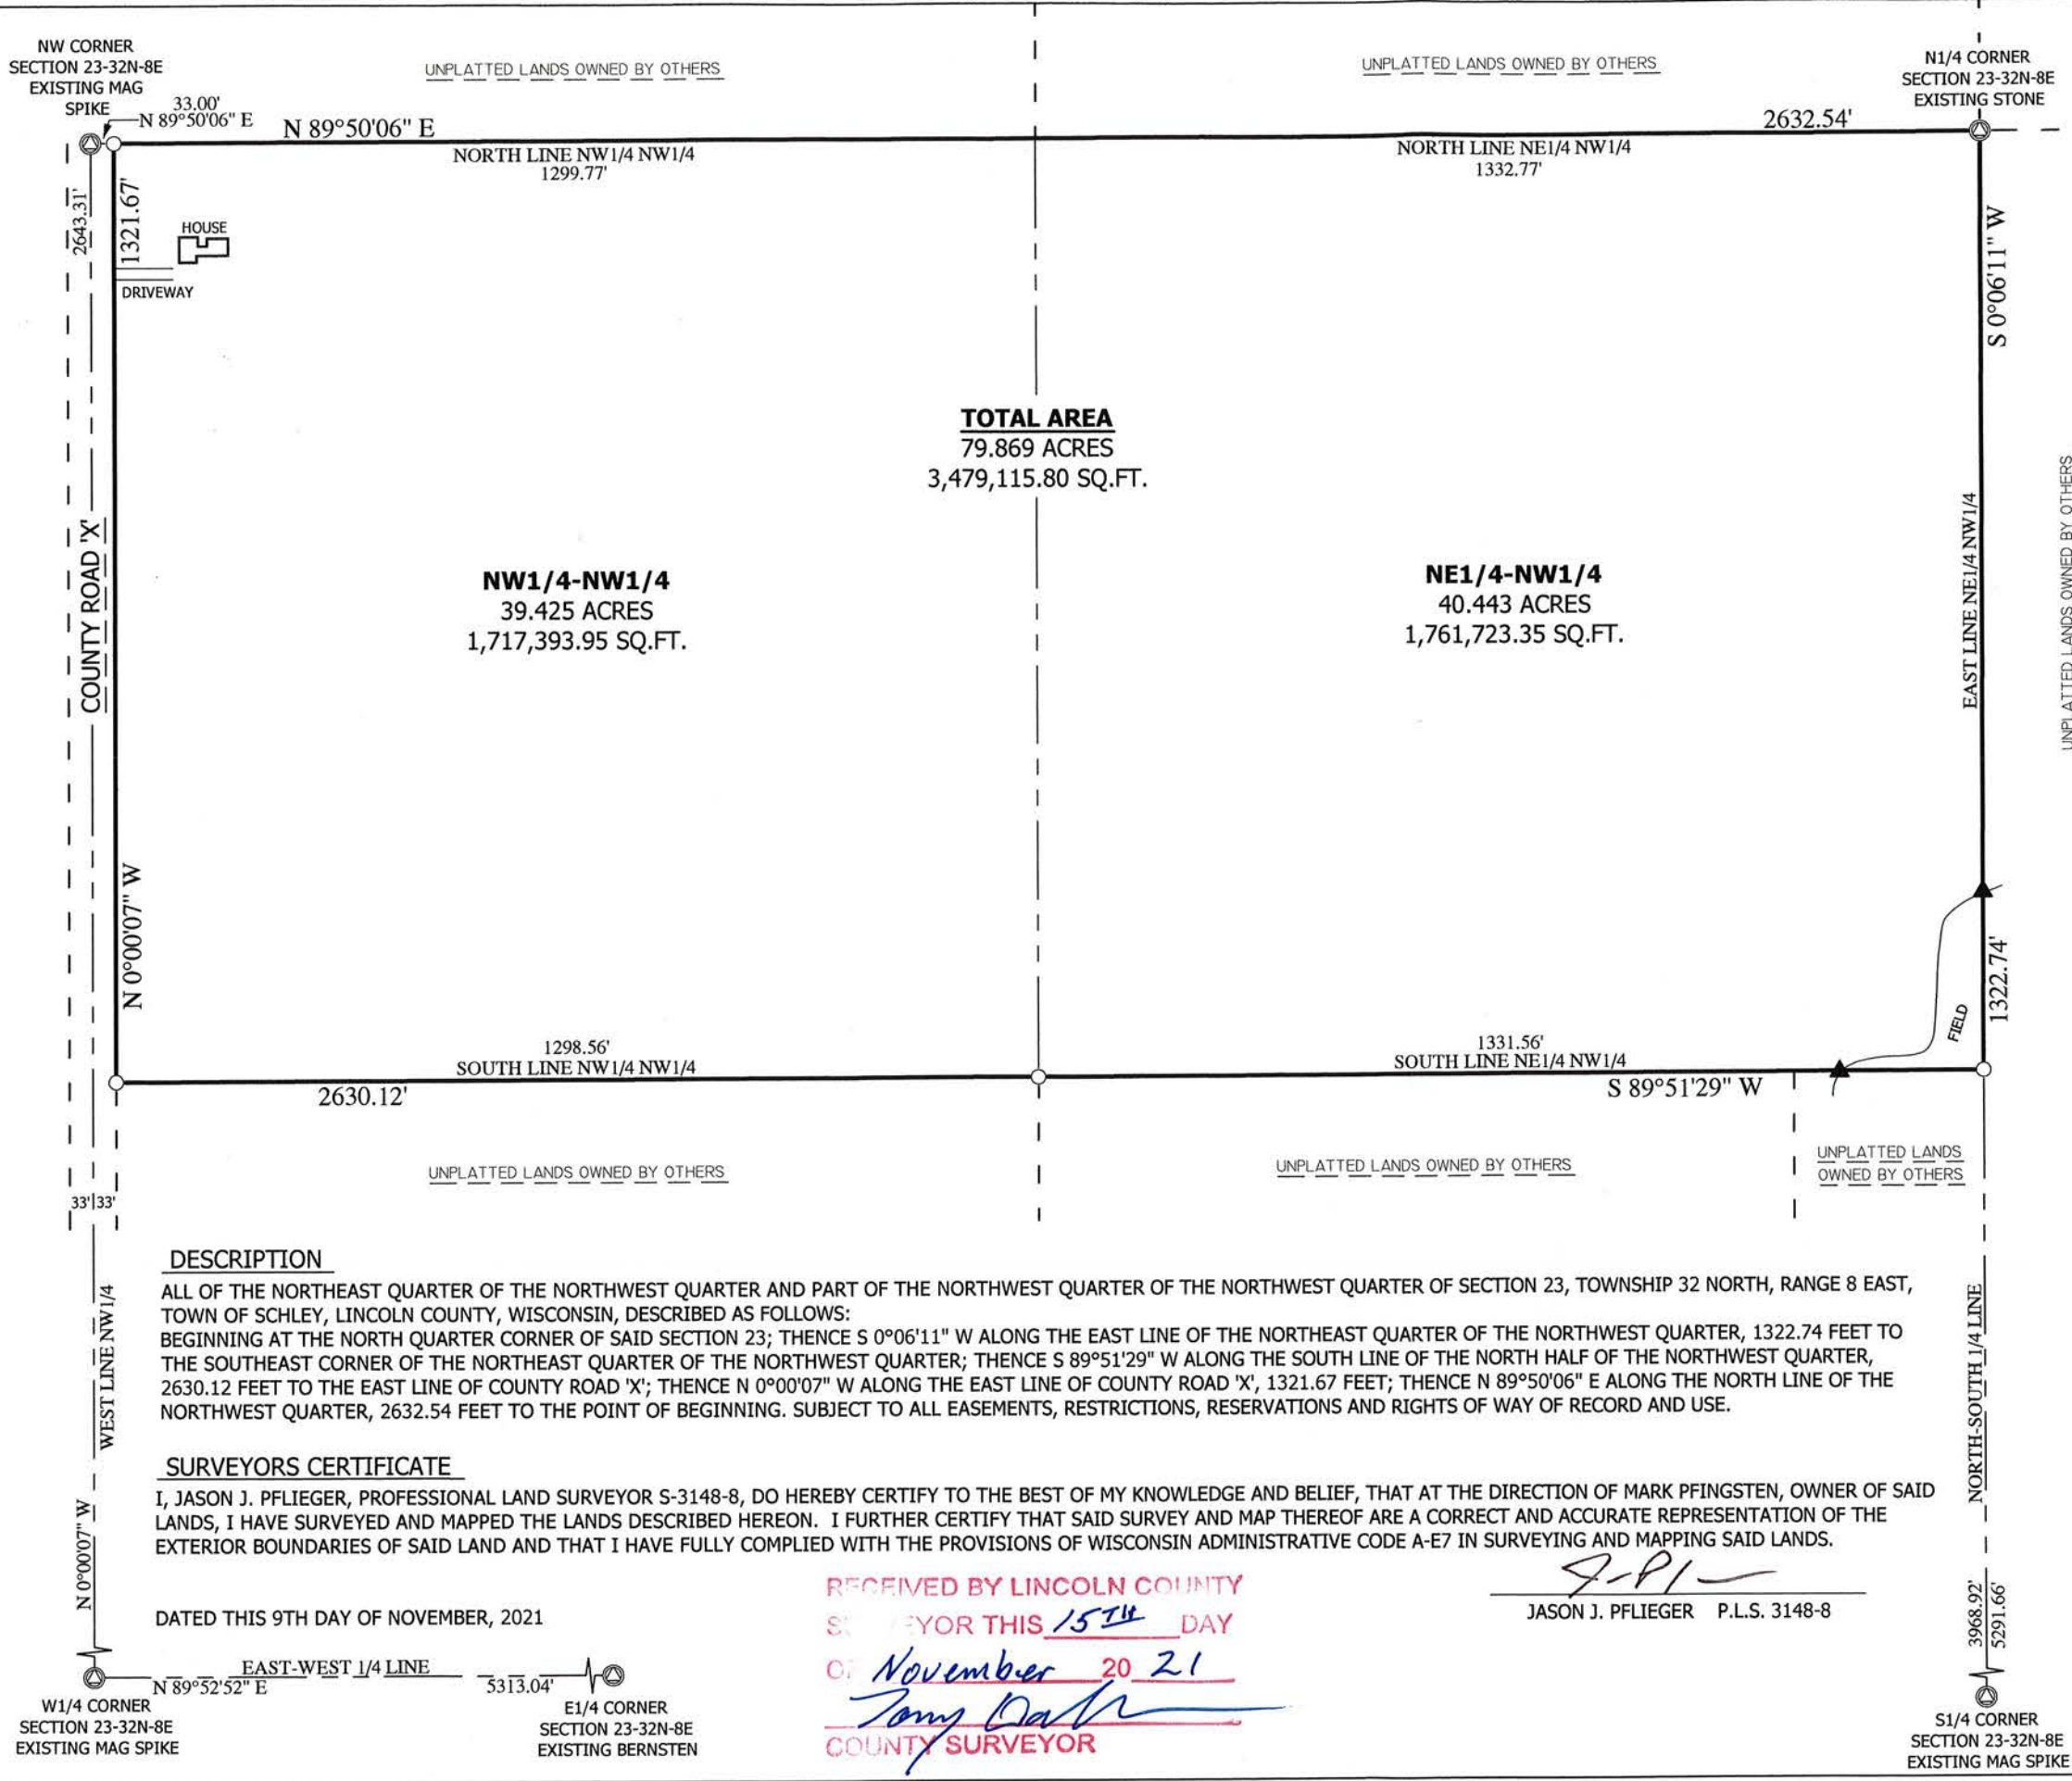 NW CORNER
SECTION 23-32N-8E
EXISTING MAG
SPIKE
33.00'
N 89°50'06" E
UNPLATTED LANDS OWNED BY OTHERS
UNPLATTED LANDS OWNED BY OTHERS
N1/4 CORNER
SECTION 23-32N-8E
EXISTING STONE
N 89°50'06" E
2632.54'
NORTH LINE NW1/4 NW1/4
1299.77'
NORTH LINE NE1/4 NW1/4
1332.77'
2643.31'
1321.67'
HOUSE
DRIVEWAY
S 0°06'11" W
TOTAL AREA
79.869 ACRES
3,479,115.80 SQ.FT.
COUNTY ROAD 'X'
NW1/4-NW1/4
39.425 ACRES
1,717,393.95 SQ.FT.
NE1/4-NW1/4
40.443 ACRES
1,761,723.35 SQ.FT.
EAST LINE NE1/4 NW1/4
UNPLATTED LANDS OWNED BY OTHERS
N 0°00'07" W
1322.74'
FIELD
1298.56'
SOUTH LINE NW1/4 NW1/4
1331.56'
SOUTH LINE NE1/4 NW1/4
2630.12'
S 89°51'29" W
UNPLATTED LANDS OWNED BY OTHERS
UNPLATTED LANDS OWNED BY OTHERS
UNPLATTED LANDS
OWNED BY OTHERS
33' 33'
DESCRIPTION
ALL OF THE NORTHEAST QUARTER OF THE NORTHWEST QUARTER AND PART OF THE NORTHWEST QUARTER OF THE NORTHWEST QUARTER OF SECTION 23, TOWNSHIP 32 NORTH, RANGE 8 EAST,
TOWN OF SCHLEY, LINCOLN COUNTY, WISCONSIN, DESCRIBED AS FOLLOWS:
BEGINNING AT THE NORTH QUARTER CORNER OF SAID SECTION 23; THENCE S 0°06'11" W ALONG THE EAST LINE OF THE NORTHEAST QUARTER OF THE NORTHWEST QUARTER, 1322.74 FEET TO
THE SOUTHEAST CORNER OF THE NORTHEAST QUARTER OF THE NORTHWEST QUARTER; THENCE S 89°51'29" W ALONG THE SOUTH LINE OF THE NORTH HALF OF THE NORTHWEST QUARTER,
2630.12 FEET TO THE EAST LINE OF COUNTY ROAD 'X'; THENCE N 0°00'07" W ALONG THE EAST LINE OF COUNTY ROAD 'X', 1321.67 FEET; THENCE N 89°50'06" E ALONG THE NORTH LINE OF THE
NORTHWEST QUARTER, 2632.54 FEET TO THE POINT OF BEGINNING. SUBJECT TO ALL EASEMENTS, RESTRICTIONS, RESERVATIONS AND RIGHTS OF WAY OF RECORD AND USE.
WEST LINE NW1/4
NORTH-SOUTH 1/4 LINE
SURVEYORS CERTIFICATE
I, JASON J. PFLIEGER, PROFESSIONAL LAND SURVEYOR S-3148-8, DO HEREBY CERTIFY TO THE BEST OF MY KNOWLEDGE AND BELIEF, THAT AT THE DIRECTION OF MARK PFINGSTEN, OWNER OF SAID
LANDS, I HAVE SURVEYED AND MAPPED THE LANDS DESCRIBED HEREON. I FURTHER CERTIFY THAT SAID SURVEY AND MAP THEREOF ARE A CORRECT AND ACCURATE REPRESENTATION OF THE
EXTERIOR BOUNDARIES OF SAID LAND AND THAT I HAVE FULLY COMPLIED WITH THE PROVISIONS OF WISCONSIN ADMINISTRATIVE CODE A-E7 IN SURVEYING AND MAPPING SAID LANDS.
N 0°00'07" W
DATED THIS 9TH DAY OF NOVEMBER, 2021
RECEIVED BY LINCOLN COUNTY
THIS 15TH DAY
November 20 21
COUNTY SURVEYOR
JASON J. PFLIEGER P.L.S. 3148-8
3968.92'
5291.66'
EAST-WEST 1/4 LINE
N 89°52'52" E
5313.04'
W1/4 CORNER
SECTION 23-32N-8E
EXISTING MAG SPIKE
E1/4 CORNER
SECTION 23-32N-8E
EXISTING BERNSTEN
S1/4 CORNER
SECTION 23-32N-8E
EXISTING MAG SPIKE